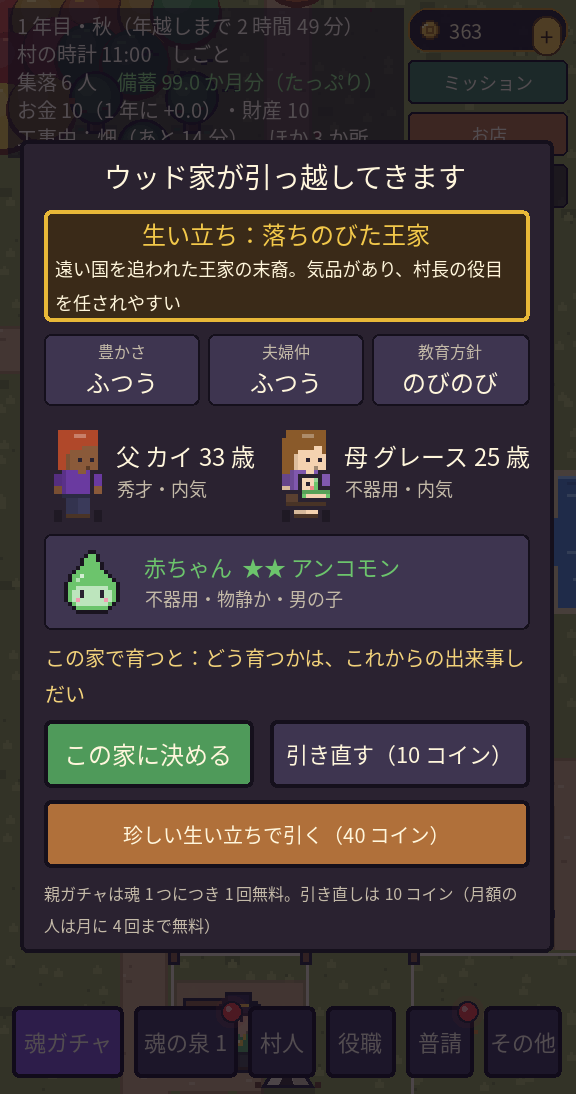 1 年目・秋（年越しまで 2 時間 49 分）
村の時計 11:00　しごと
集落 6 人　備蓄 99.0 か月分（たっぷり）
お金 10（1 年に +0.0）・財産 10
工事中：畑（あと 14 分）　ほか 3 か所
363
+
ミッション
お店
ウッド家が引っ越してきます
生い立ち：落ちのびた王家
遠い国を追われた王家の末裔。気品があり、村長の役目
を任されやすい
豊かさ
ふつう
夫婦仲
ふつう
教育方針
のびのび
父 カイ 33 歳
秀才・内気
母 グレース 25 歳
不器用・内気
赤ちゃん ★★ アンコモン
不器用・物静か・男の子
この家で育つと：どう育つかは、これからの出来事し
だい
この家に決める
引き直す（10 コイン）
珍しい生い立ちで引く（40 コイン）
親ガチャは魂 1 つにつき 1 回無料。引き直しは 10 コイン（月額の
人は月に 4 回まで無料）
魂ガチャ
魂の泉 1
村人
役職
普請
その他